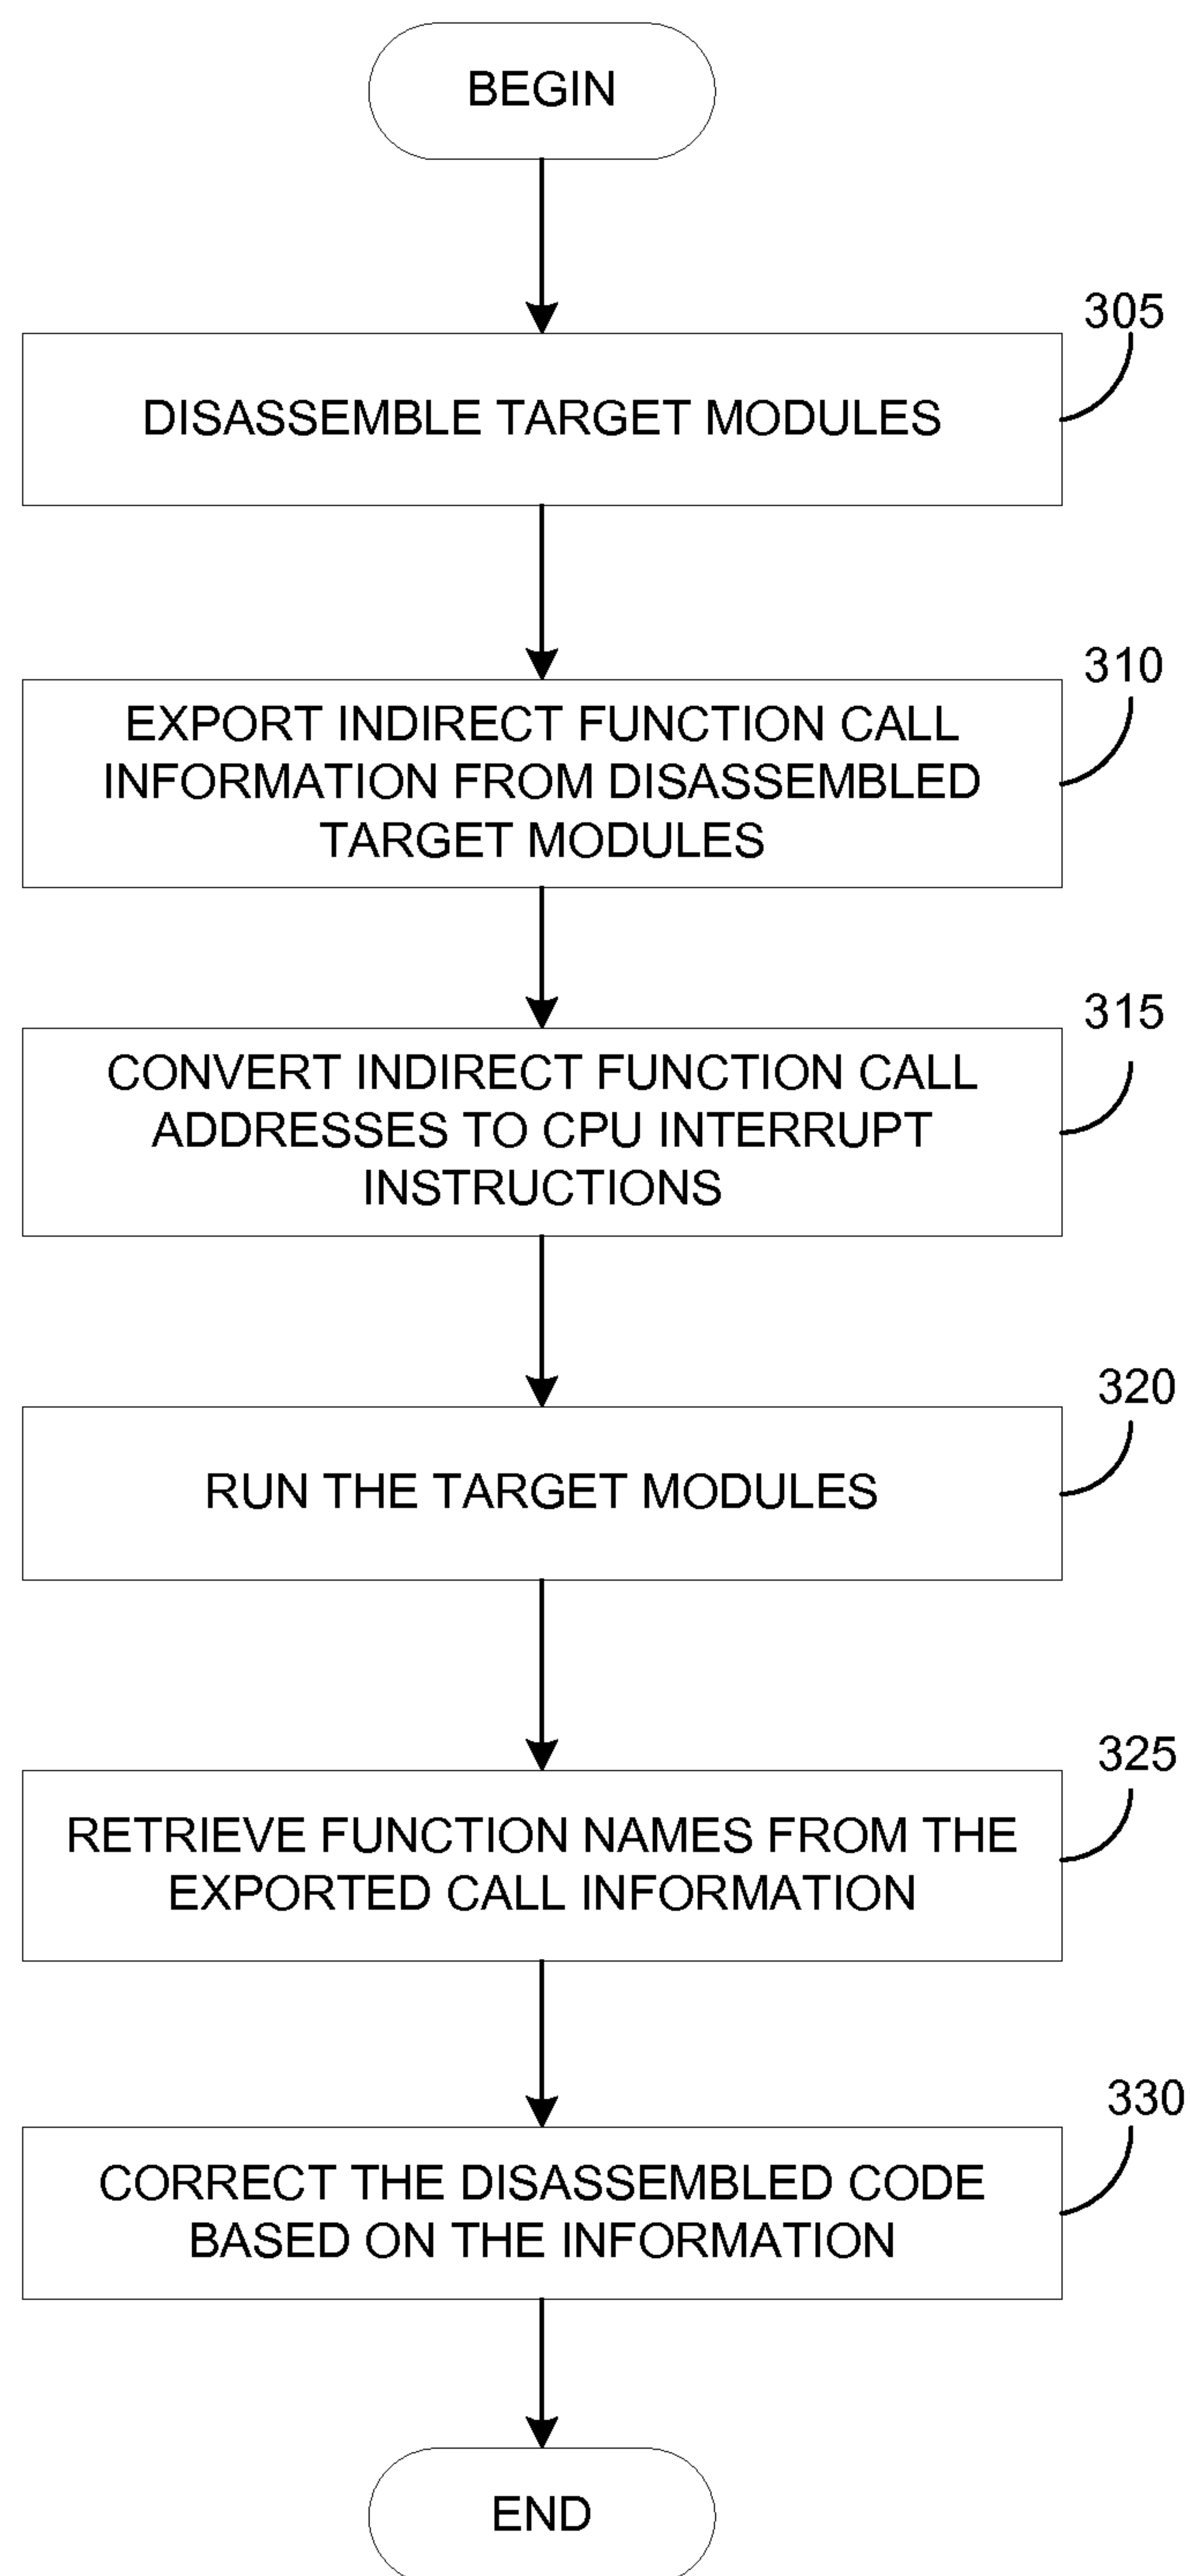 BEGIN
305
DISASSEMBLE TARGET MODULES
310
EXPORT INDIRECT FUNCTION CALL
INFORMATION FROM DISASSEMBLED
TARGET MODULES
315
CONVERT INDIRECT FUNCTION CALL
ADDRESSES TO CPU INTERRUPT
INSTRUCTIONS
320
RUN THE TARGET MODULES
325
RETRIEVE FUNCTION NAMES FROM THE
EXPORTED CALL INFORMATION
330
CORRECT THE DISASSEMBLED CODE
BASED ON THE INFORMATION
END